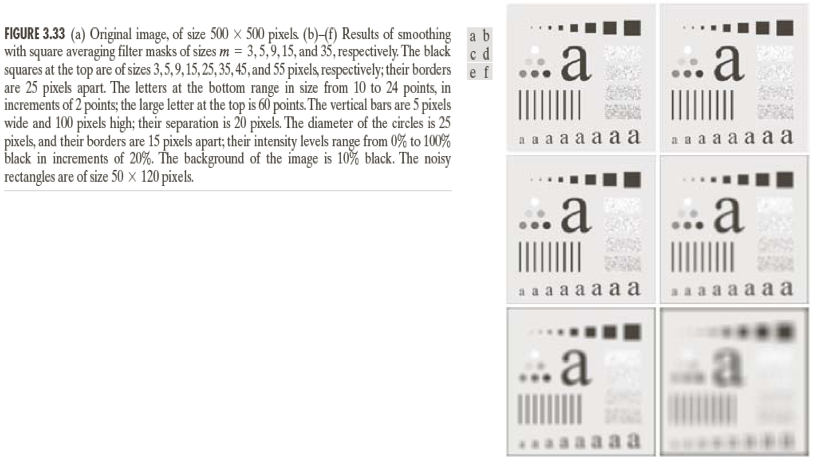 FIGURE 3.33 (a) Original image, of size 500 × 500 pixels. (b)–(f) Results of smoothing
with square averaging filter masks of sizes m = 3, 5, 9, 15, and 35, respectively. The black
squares at the top are of sizes 3, 5, 9, 15, 25, 35, 45, and 55 pixels, respectively; their borders
are 25 pixels apart. The letters at the bottom range in size from 10 to 24 points, in
increments of 2 points; the large letter at the top is 60 points. The vertical bars are 5 pixels
wide and 100 pixels high; their separation is 20 pixels. The diameter of the circles is 25
pixels, and their borders are 15 pixels apart; their intensity levels range from 0% to 100%
black in increments of 20%. The background of the image is 10% black. The noisy
rectangles are of size 50 × 120 pixels.
a b
c d
e f
a
a a a a a a a a
a
a a a a a a a a
a
a a a a a a a a
a
a a a a a a a a
a
a a a a a a a a
a